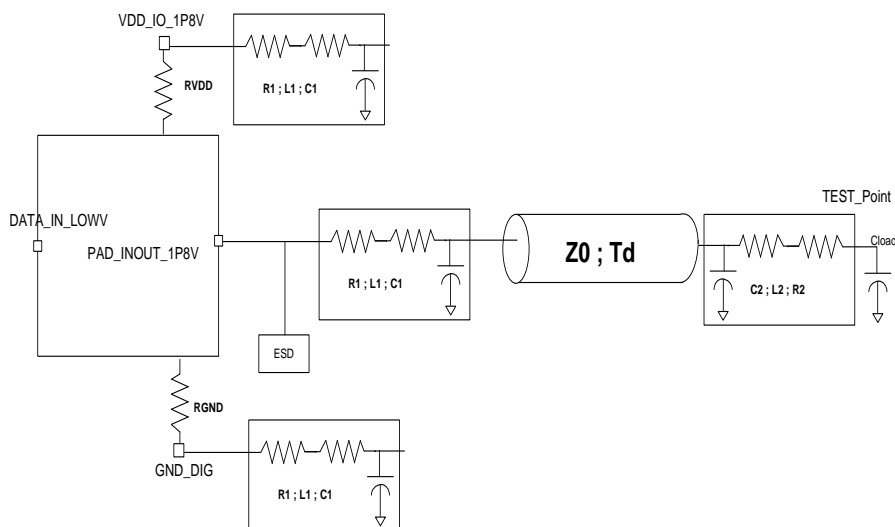 VDD_IO_1P8V
RVDD
R1 ; L1 ; C1
DATA_IN_LOWV
PAD_INOUT_1P8V
R1 ; L1 ; C1
Z0 ; Td
TEST_Point
Cload
C2 ; L2 ; R2
ESD
RGND
GND_DIG
R1 ; L1 ; C1